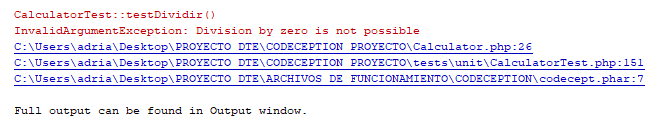 CalculatorTest::testDividir()
InvalidArgumentException: Division by zero is not possible
C:\Users\adria\Desktop\PROYECTO DTE\CODECEPTION PROYECTO\Calculator.php:26
C:\Users\adria\Desktop\PROYECTO DTE\CODECEPTION PROYECTO\tests\unit\CalculatorTest.php:151
C:\Users\adria\Desktop\PROYECTO DTE\ARCHIVOS DE FUNCIONAMIENTO\CODECEPTION\codecept.phar:7
Full output can be found in Output window.